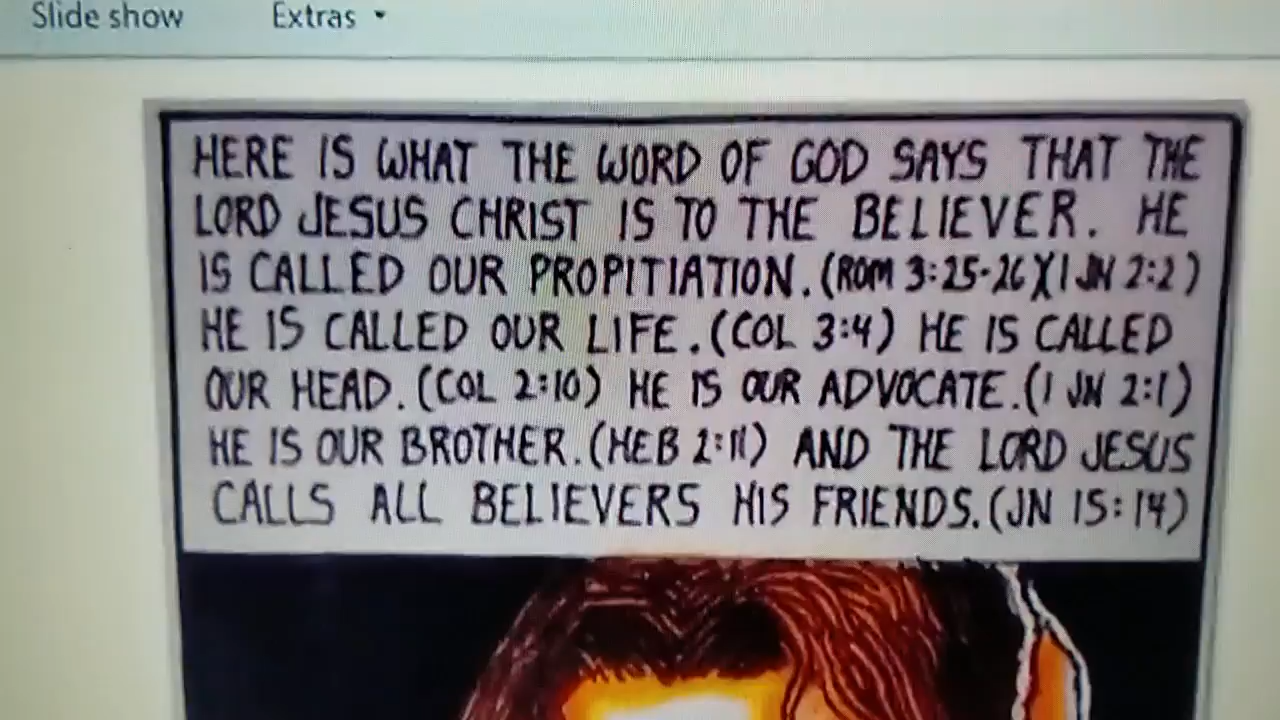 Slide show Extras
HERE IS WHAT THE WORD OF GOD SAYS THAT THE
LORD JESUS CHRIST IS TO THE BELIEVER. HE
IS CALLED OUR PROPITIATION. (ROM 3:25-26)(1 JN 2:2)
HE IS CALLED OUR LIFE. (COL 3:4) HE IS CALLED
OUR HEAD. (COL 2:10) HE IS OUR ADVOCATE. (1 JN 2:1)
HE IS OUR BROTHER. (HEB 2:11) AND THE LORD JESUS
CALLS ALL BELIEVERS HIS FRIENDS. (JN 15:14)